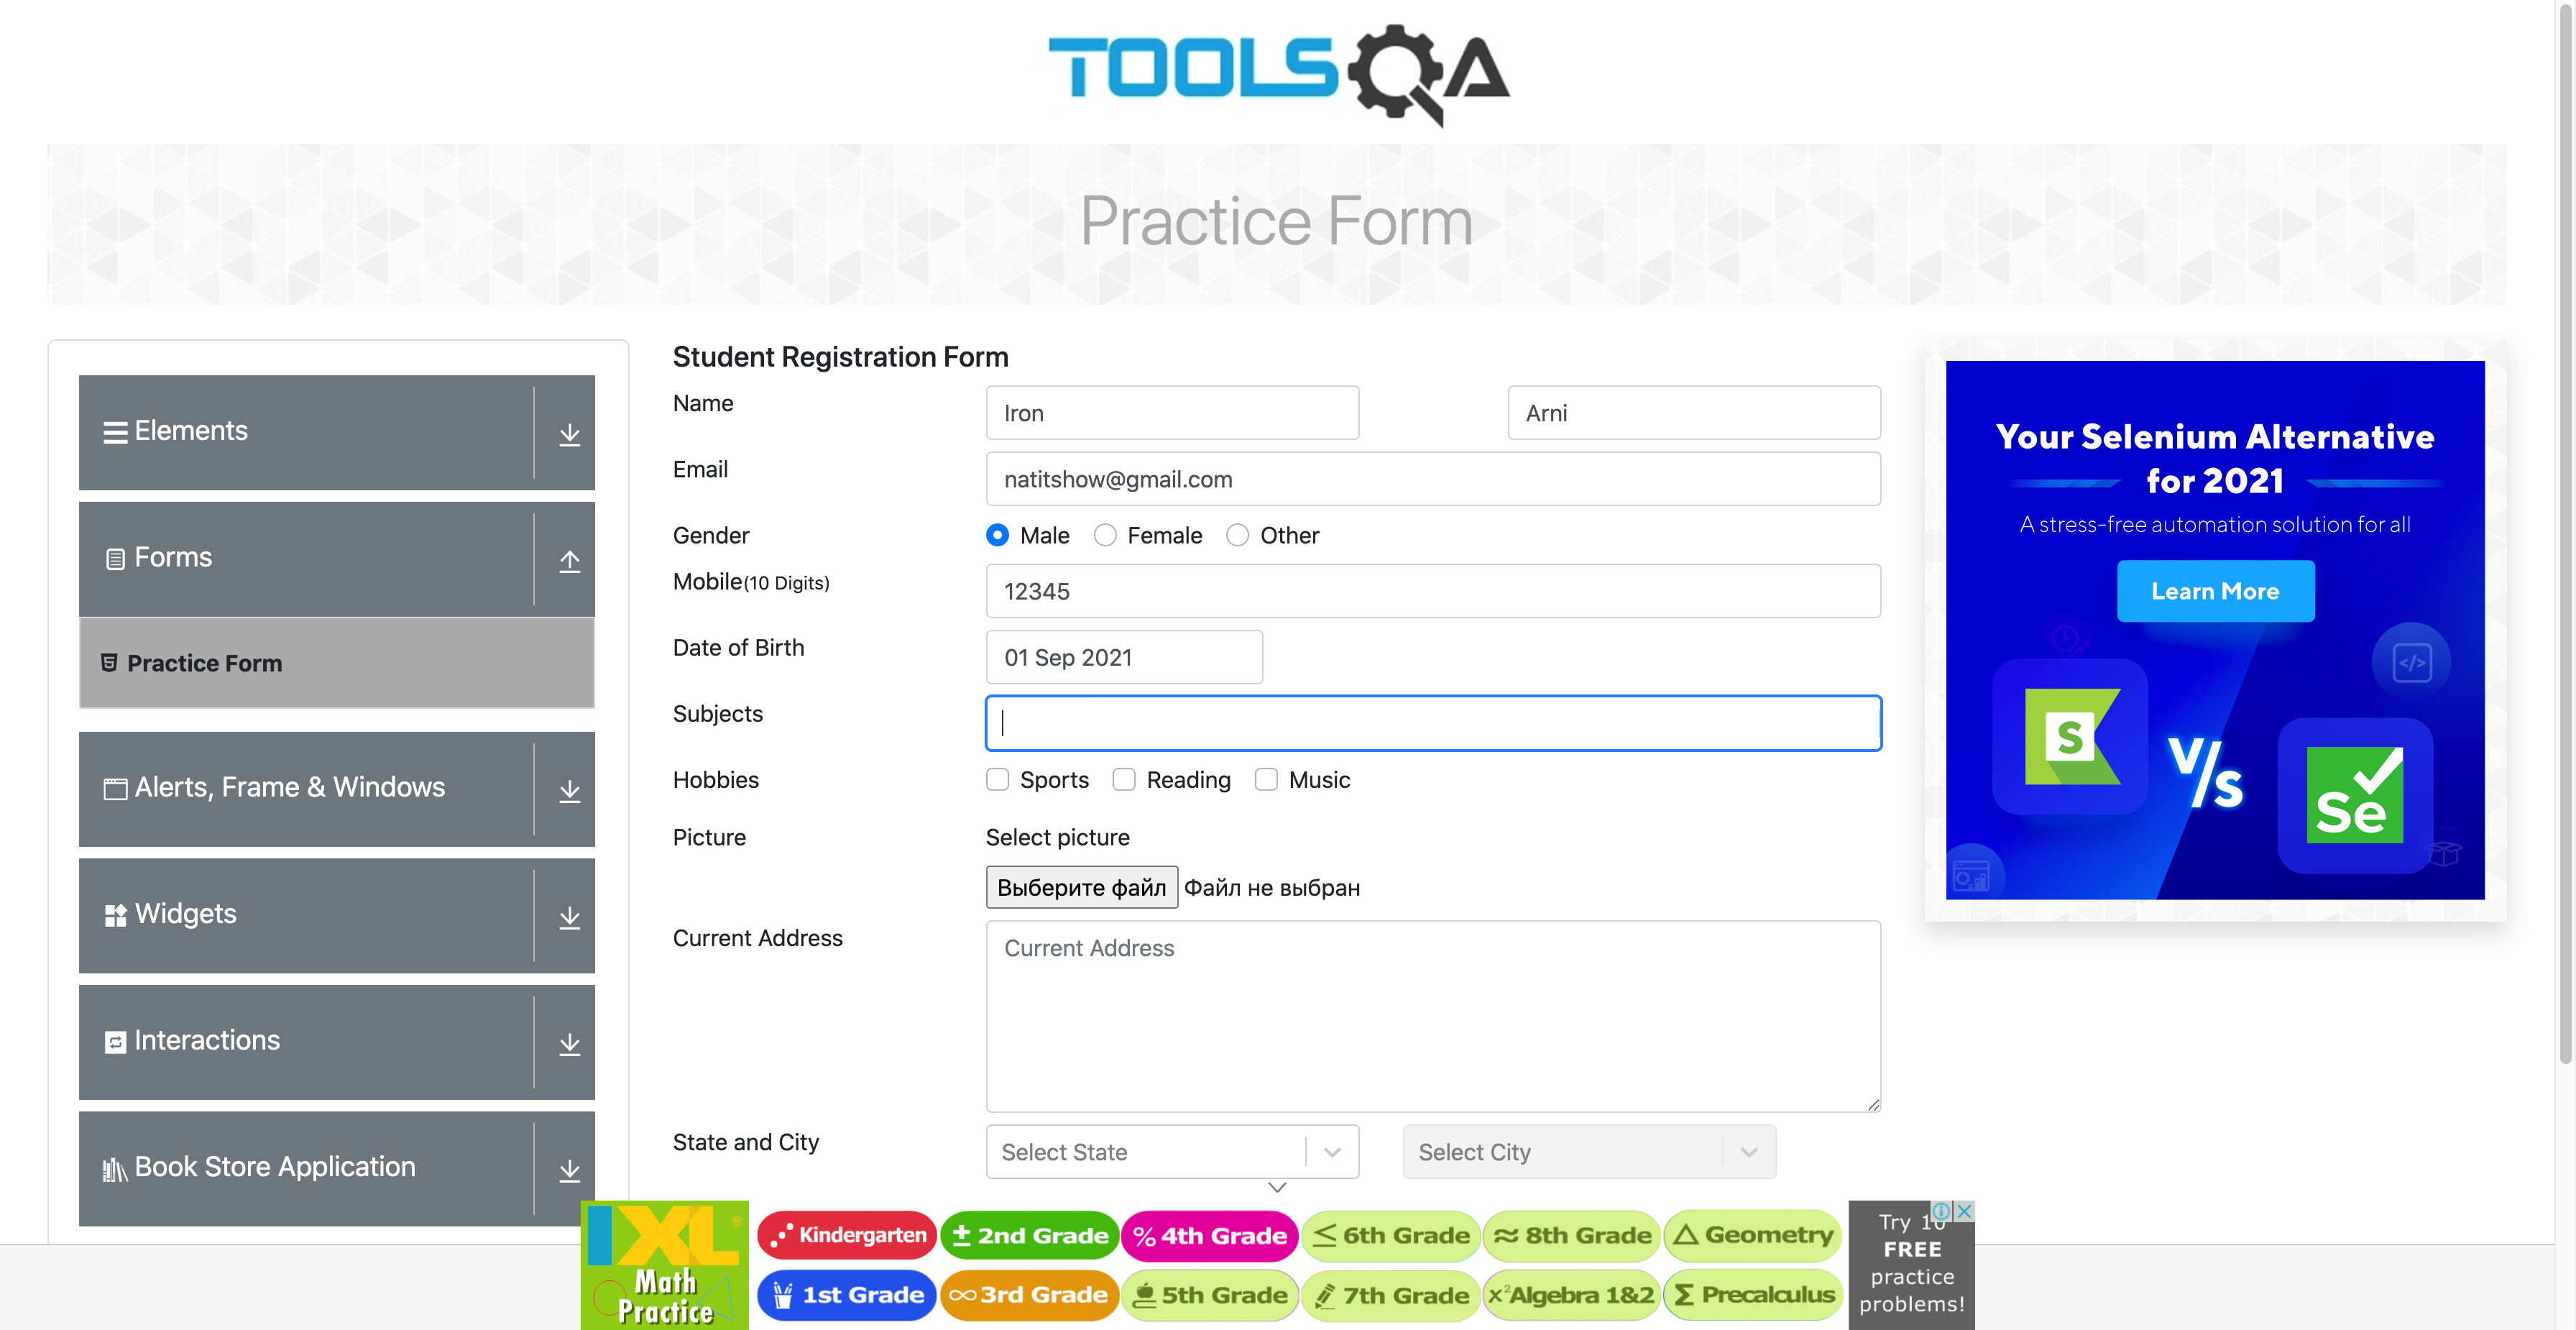 TOOLSQA
Practice Form
Elements
Forms
Practice Form
Alerts, Frame & Windows
Widgets
Interactions
Book Store Application
Student Registration Form
Name
Iron
Arni
Email
natitshow@gmail.com
Gender
Male
Female
Other
Mobile(10 Digits)
12345
Date of Birth
01 Sep 2021
Subjects
Hobbies
Sports
Reading
Music
Picture
Select picture
Выберите файл Файл не выбран
Current Address
Current Address
State and City
Select State
Select City
Your Selenium Alternative
for 2021
A stress-free automation solution for all
Learn More
S
V/s
Se
IXL®
Math
Practice
Kindergarten
± 2nd Grade
% 4th Grade
≤ 6th Grade
≈ 8th Grade
△ Geometry
1st Grade
∞ 3rd Grade
5th Grade
7th Grade
x² Algebra 1&2
Σ Precalculus
Try 10
FREE
practice
problems!